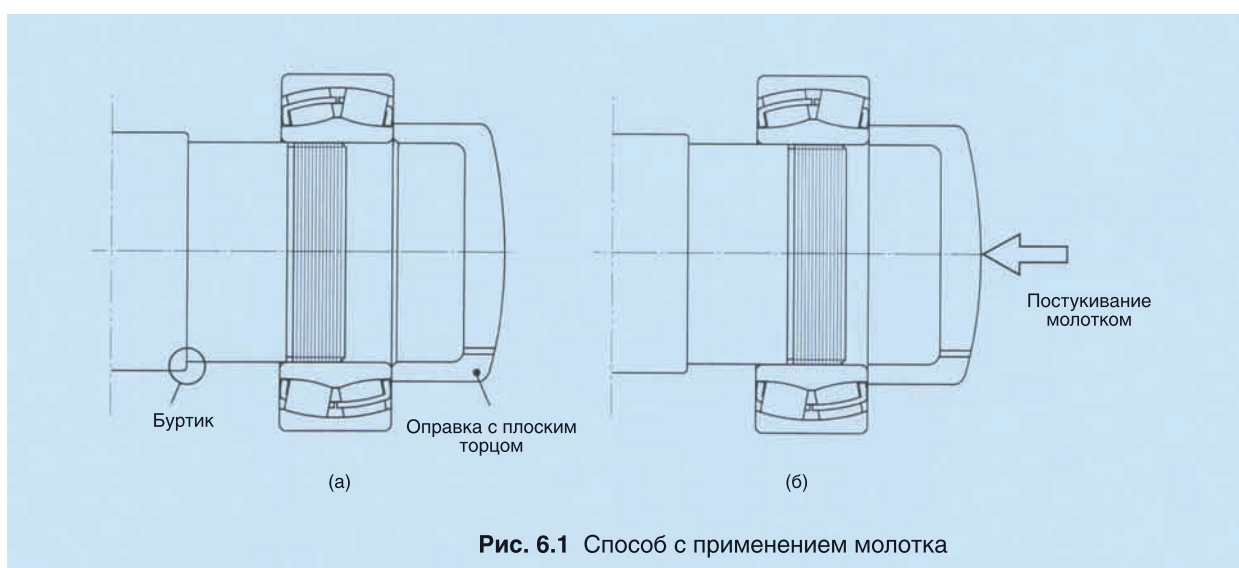 Постукивание
молотком
Буртик
Оправка с плоским
торцом
(а)
(б)
Рис. 6.1 Способ с применением молотка